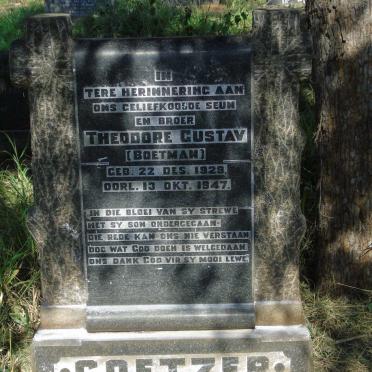 IN
TERE HERINNERING AAN
ONS GELIEFKOOSDE SEUN
EN BROER
THEODORE GUSTAV
(BOETMAN)
GEB. 22 DES. 1929
OORL. 13 OKT. 1947.
IN DIE BLOEI VAN SY STREWE
HET SY SON ONDERGEGAAN:
DIE REDE KAN ONS NIE VERSTAAN
DOG WAT GOD DOEN IS WELGEDAAN
ONS DANK GOD VIR SY MOOI LEWE
COETZER